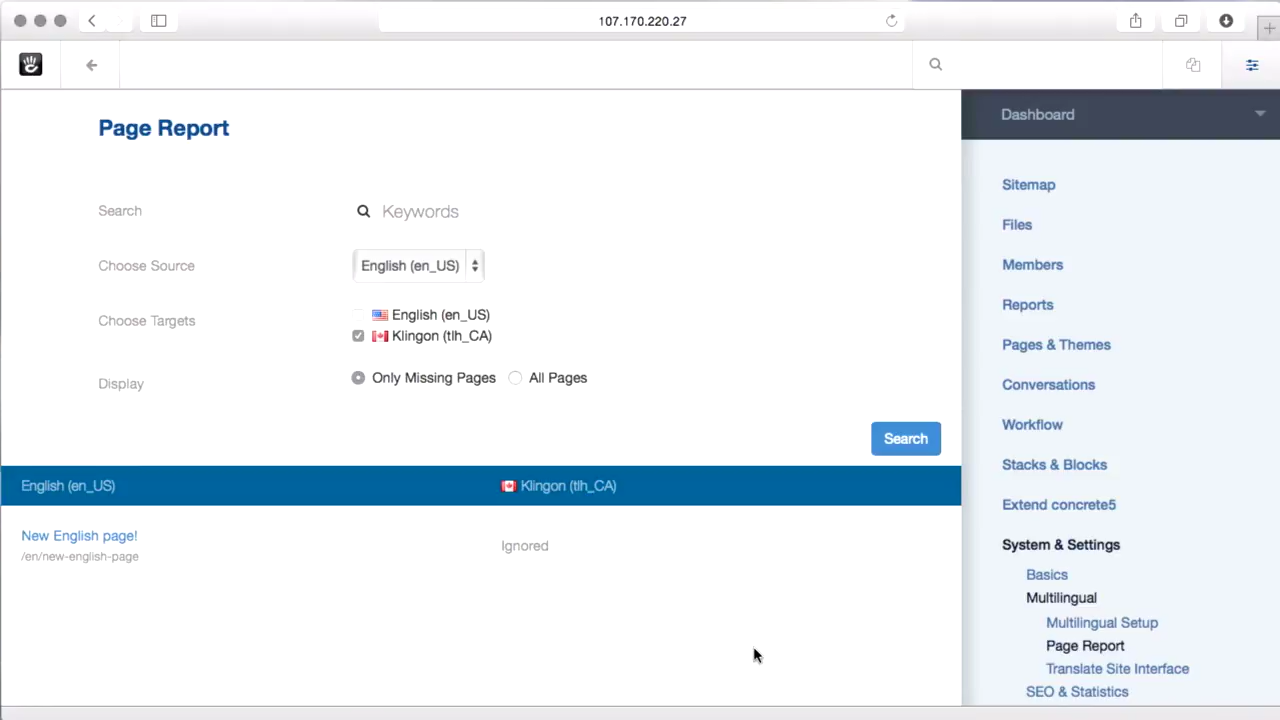 107.170.220.27
Dashboard
Page Report
Search
Keywords
Choose Source
English (en_US)
Choose Targets
English (en_US)
Klingon (tlh_CA)
Display
Only Missing Pages
All Pages
Search
English (en_US)
Klingon (tlh_CA)
New English page!
/en/new-english-page
Ignored
Sitemap
Files
Members
Reports
Pages & Themes
Conversations
Workflow
Stacks & Blocks
Extend concrete5
System & Settings
Basics
Multilingual
Multilingual Setup
Page Report
Translate Site Interface
SEO & Statistics